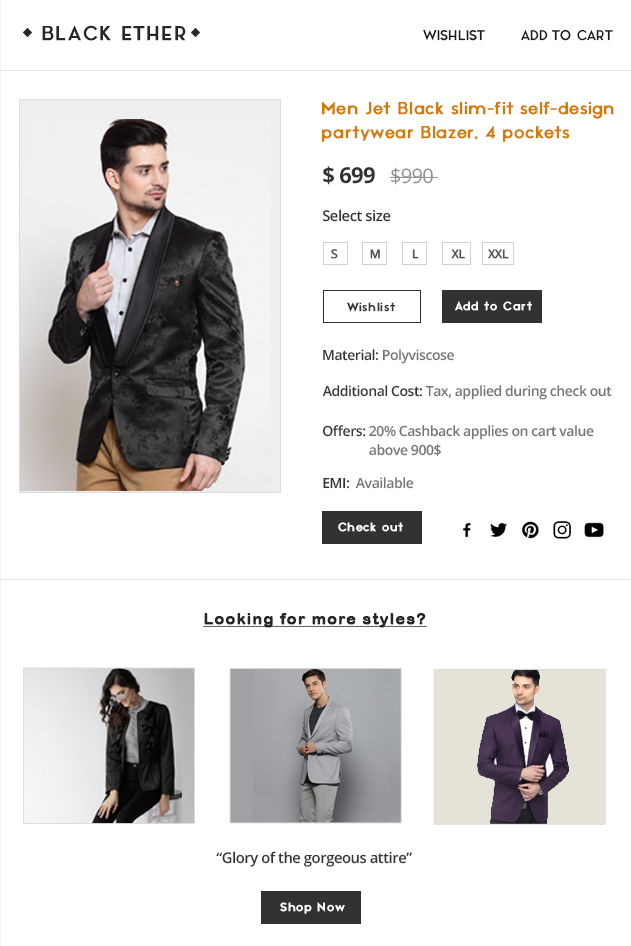 BLACK ETHER
WISHLIST ADD TO CART
Men Jet Black slim-fit self-design
partywear Blazer, 4 pockets
$ 699 $990
Select size
S M L XL XXL
Wishlist Add to Cart
Material: Polyviscose
Additional Cost: Tax, applied during check out
Offers: 20% Cashback applies on cart value
above 900$
EMI: Available
Check out
Looking for more styles?
“Glory of the gorgeous attire”
Shop Now